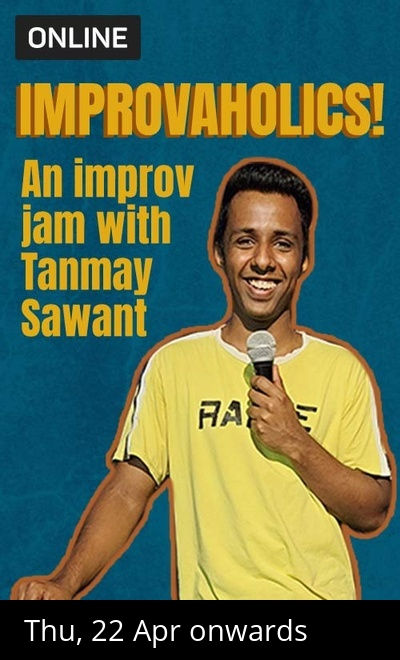 ONLINE
IMPROVAHOLICS!
An improv
jam with
Tanmay
Sawant
Thu, 22 Apr onwards